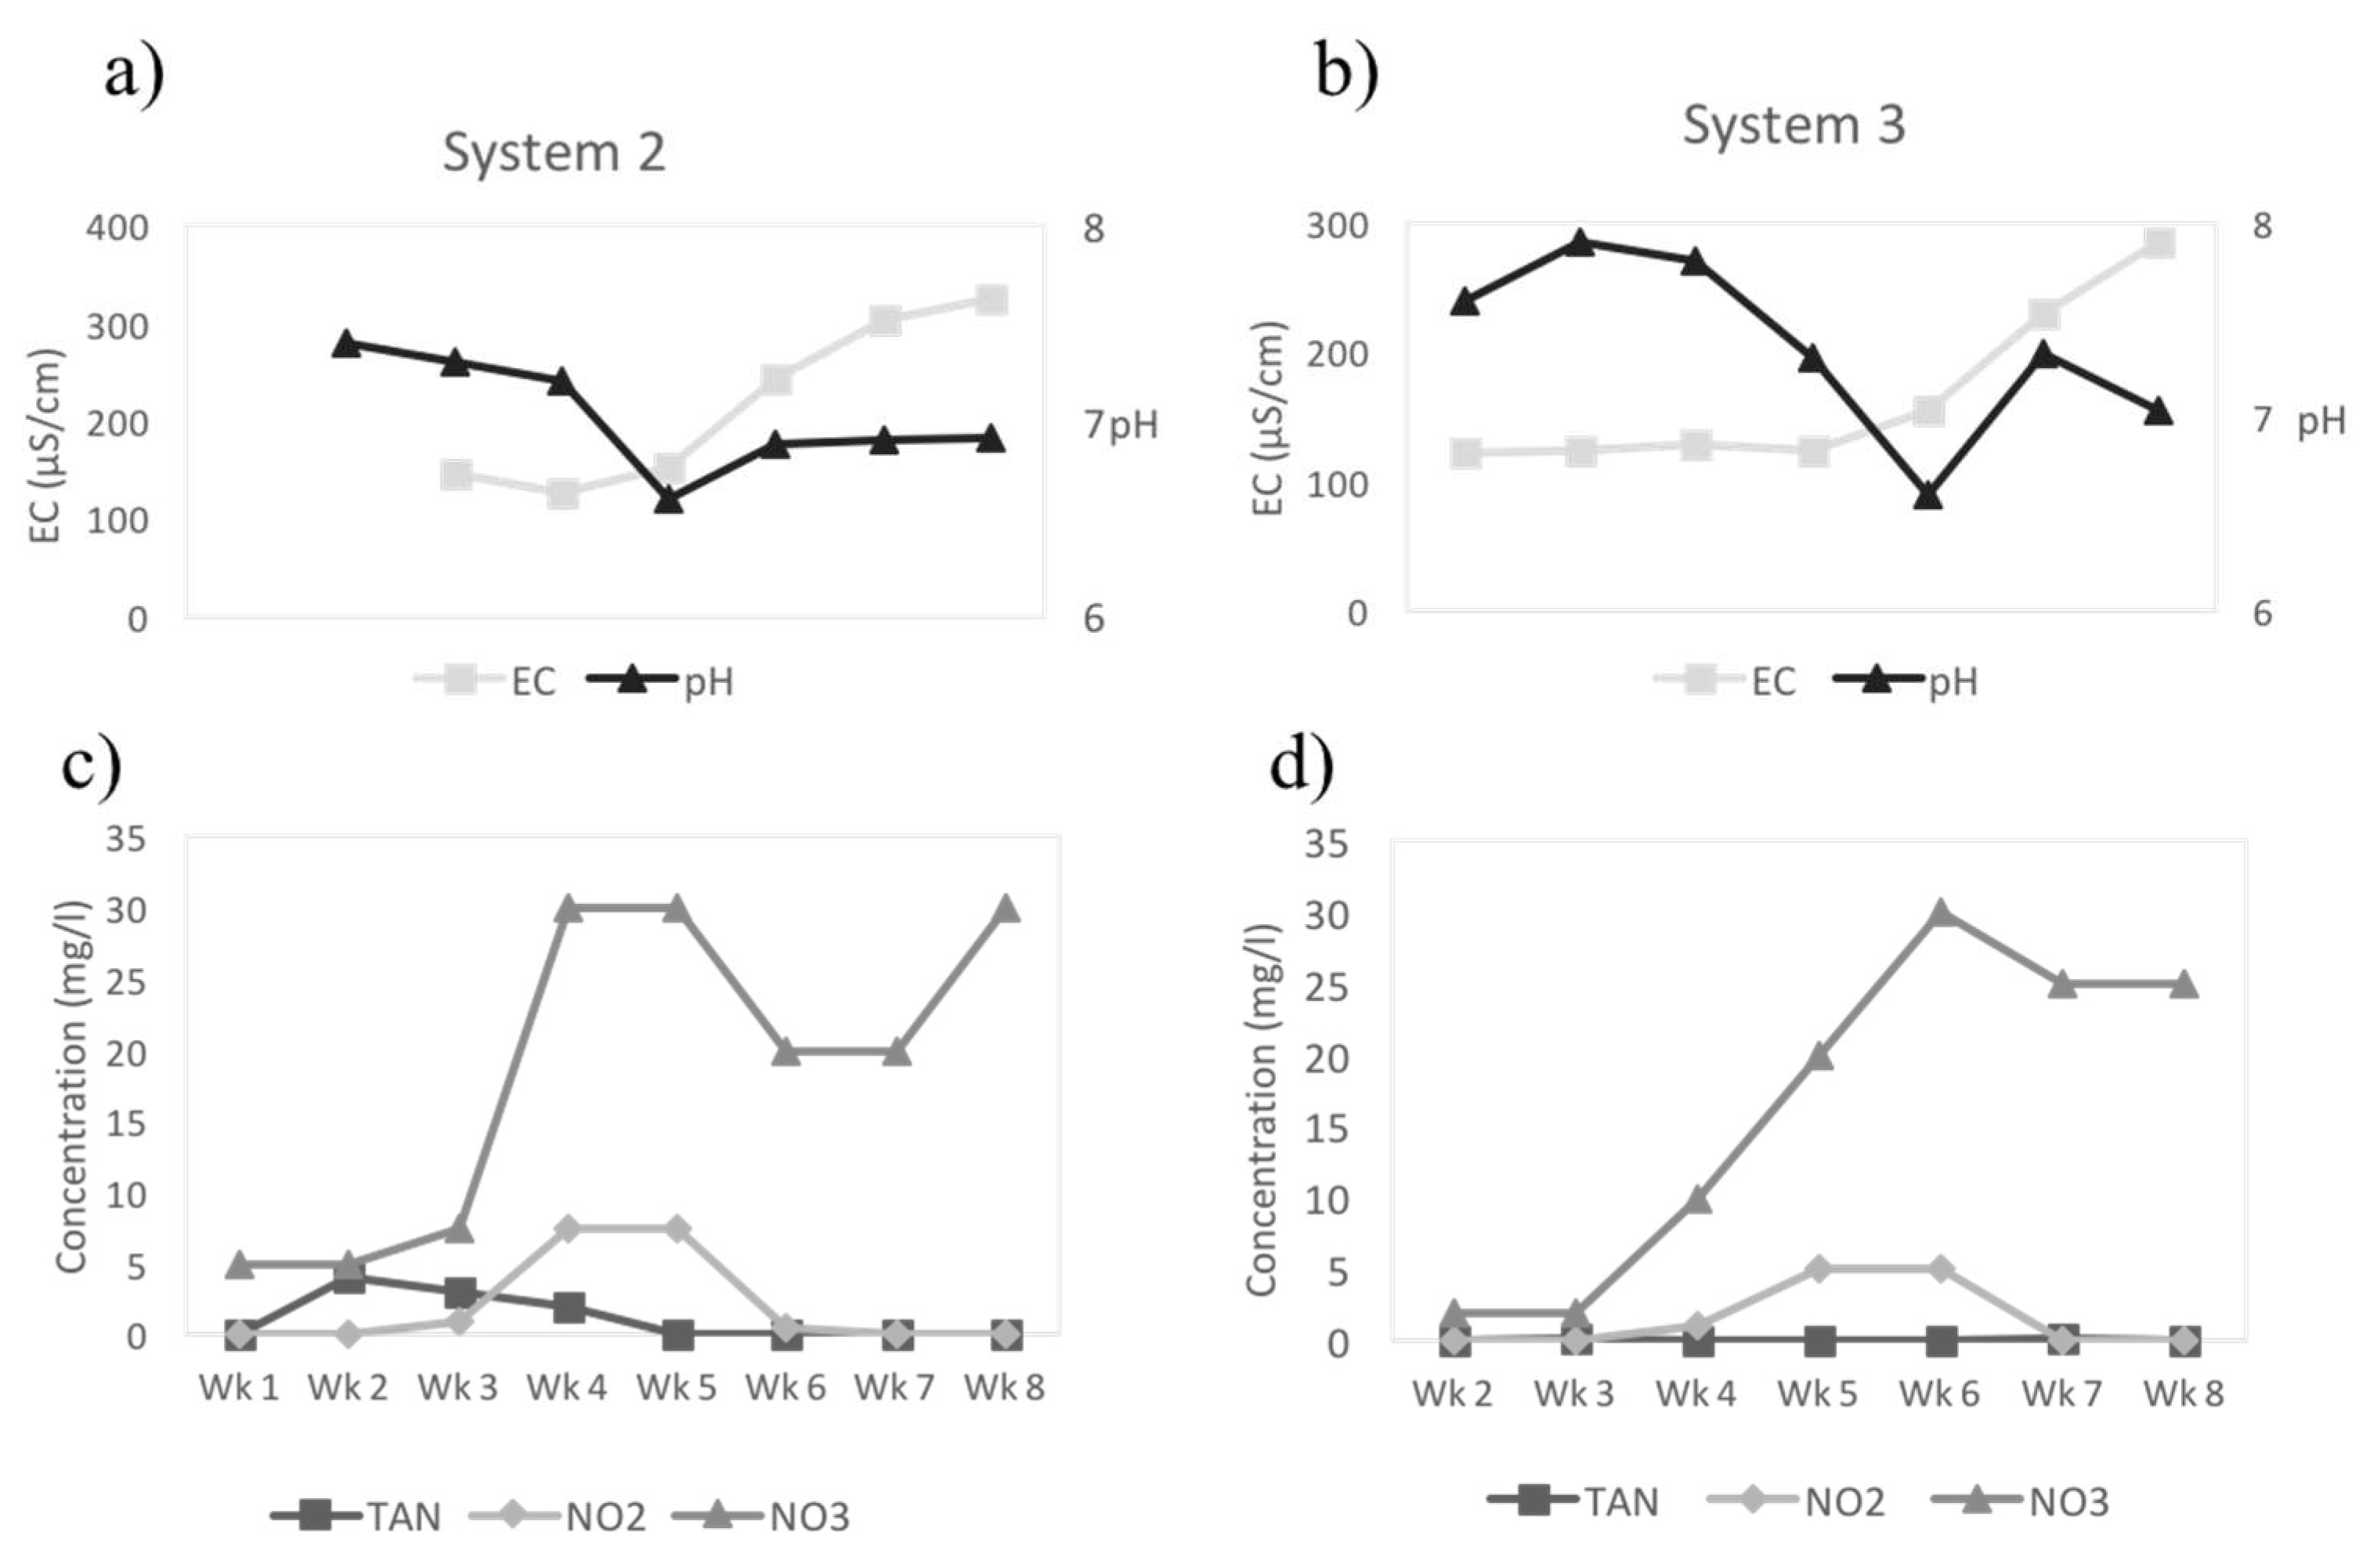 a)
System 2
400
300
200
100
0
EC (µS/cm)
8
7pH
6
EC pH
b)
System 3
300
200
100
0
EC (µS/cm)
8
7 pH
6
EC pH
c)
35
30
25
20
15
10
5
0
Concentration (mg/l)
Wk 1 Wk 2 Wk 3 Wk 4 Wk 5 Wk 6 Wk 7 Wk 8
TAN NO2 NO3
d)
35
30
25
20
15
10
5
0
Concentration (mg/l)
Wk 2 Wk 3 Wk 4 Wk 5 Wk 6 Wk 7 Wk 8
TAN NO2 NO3